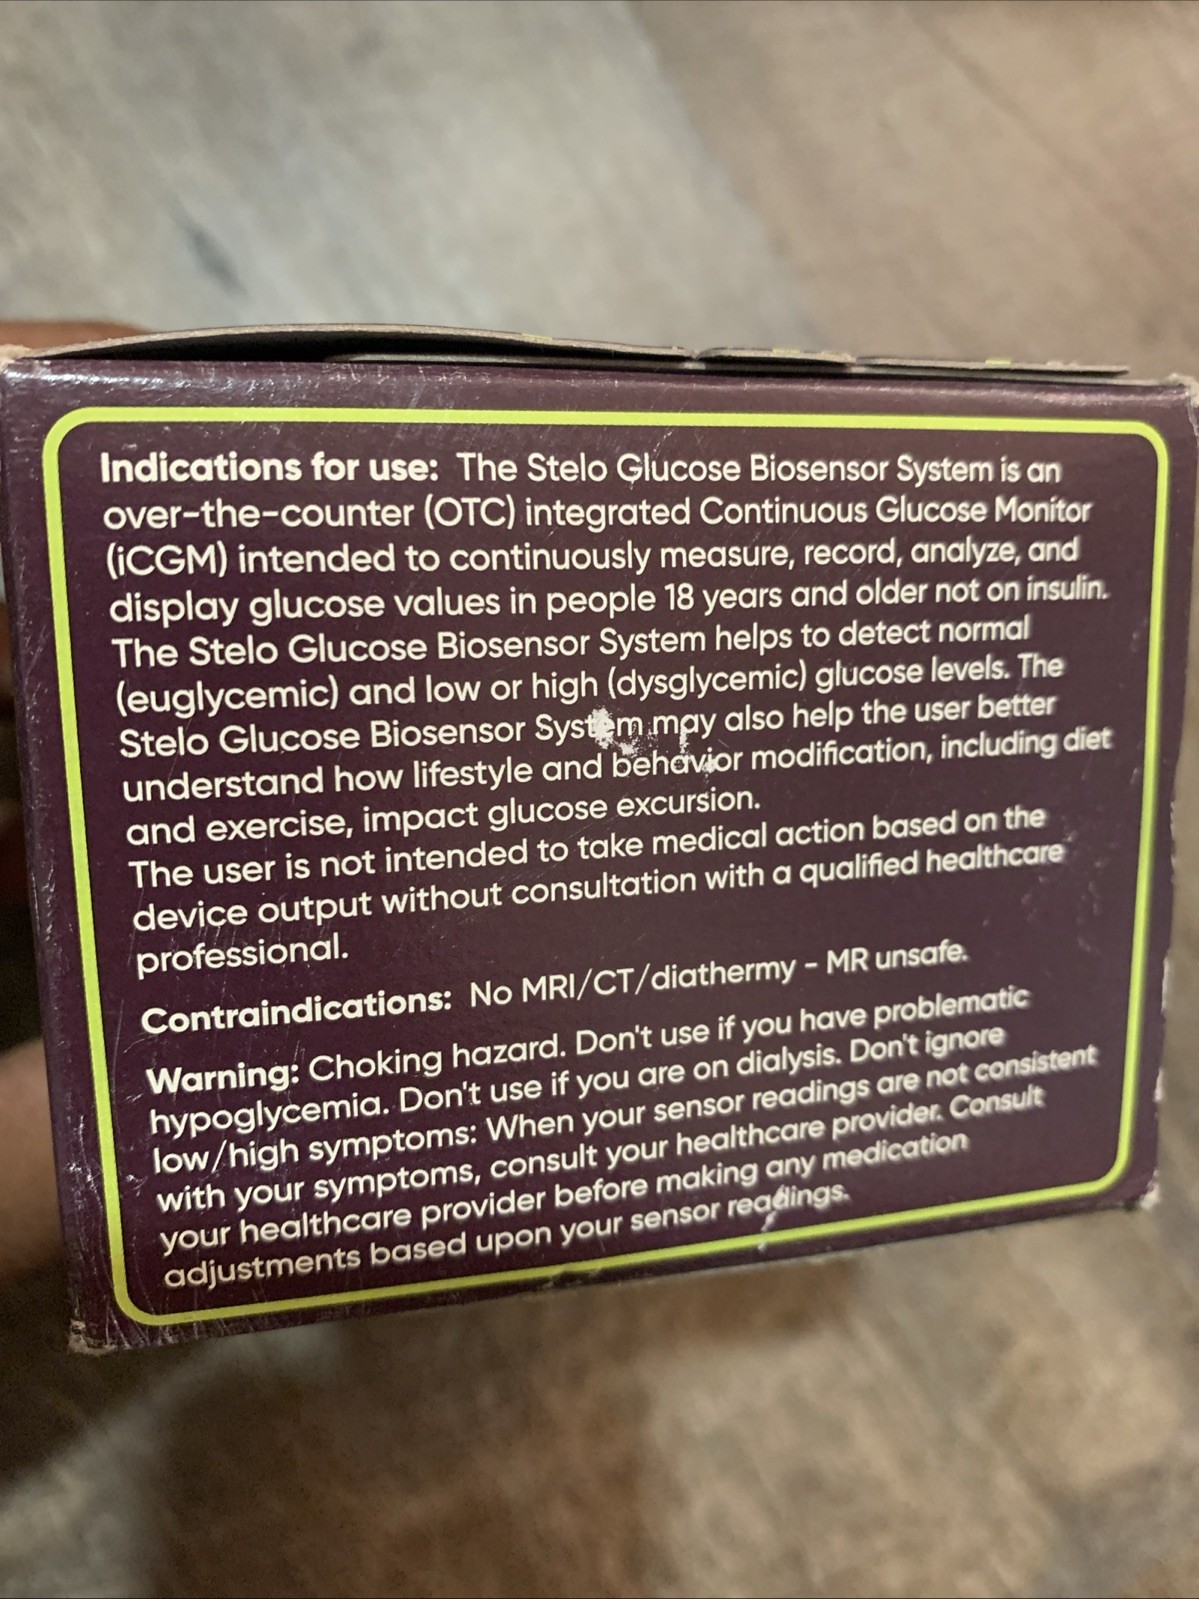 Indications for use: The Stelo Glucose Biosensor System is an
over-the-counter (OTC) integrated Continuous Glucose Monitor
(iCGM) intended to continuously measure, record, analyze, and
display glucose values in people 18 years and older not on insulin.
The Stelo Glucose Biosensor System helps to detect normal
(euglycemic) and low or high (dysglycemic) glucose levels. The
Stelo Glucose Biosensor System may also help the user better
understand how lifestyle and behavior modification, including diet
and exercise, impact glucose excursion.
The user is not intended to take medical action based on the
device output without consultation with a qualified healthcare
professional.
Contraindications: No MRI/CT/diathermy - MR unsafe.
Warning: Choking hazard. Don't use if you have problematic
hypoglycemia. Don't use if you are on dialysis. Don't ignore
low/high symptoms: When your sensor readings are not consistent
with your symptoms, consult your healthcare provider. Consult
your healthcare provider before making any medication
adjustments based upon your sensor readings.